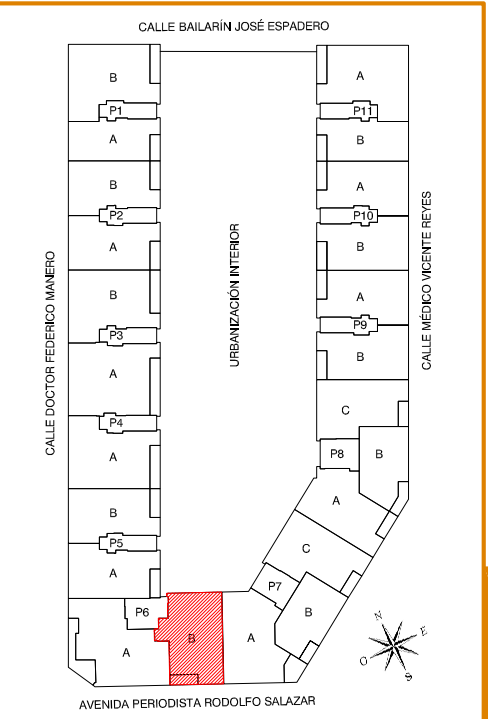 CALLE BAILARÍN JOSÉ ESPADERO
B
A
P1
P11
A
B
B
A
P2
P10
A
B
B
A
P3
P9
A
B
C
P4
P8
B
A
A
B
C
P5
A
P7
P6
B
A
B
A
CALLE DOCTOR FEDERICO MANERO
URBANIZACIÓN INTERIOR
CALLE MÉDICO VICENTE REYES
N
E
O
S
AVENIDA PERIODISTA RODOLFO SALAZAR